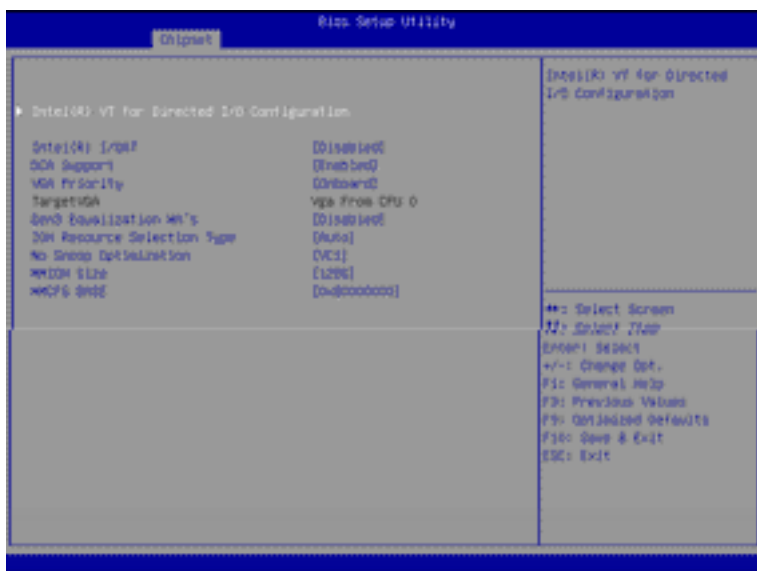 Bios Setup Utility
Chipset
Intel(R) VT for Directed I/O Configuration
Intel(R) I/OAT [Disabled]
DCA Support [Enabled]
VGA Priority [Onboard]
TargetVGA Vga From CPU 0
Gen3 Equalization WA's [Disabled]
IOH Resource Selection Type [Auto]
No Snoop Optimization [VC1]
MMIOH Size [128G]
MMCFG BASE [0x80000000]
Intel(R) VT for Directed
I/O Configuration
: Select Screen
: Select Item
Enter: Select
+/-: Change Opt.
F1: General Help
Previous Values
F9: Optimized Defaults
F10: Save & Exit
ESC: Exit